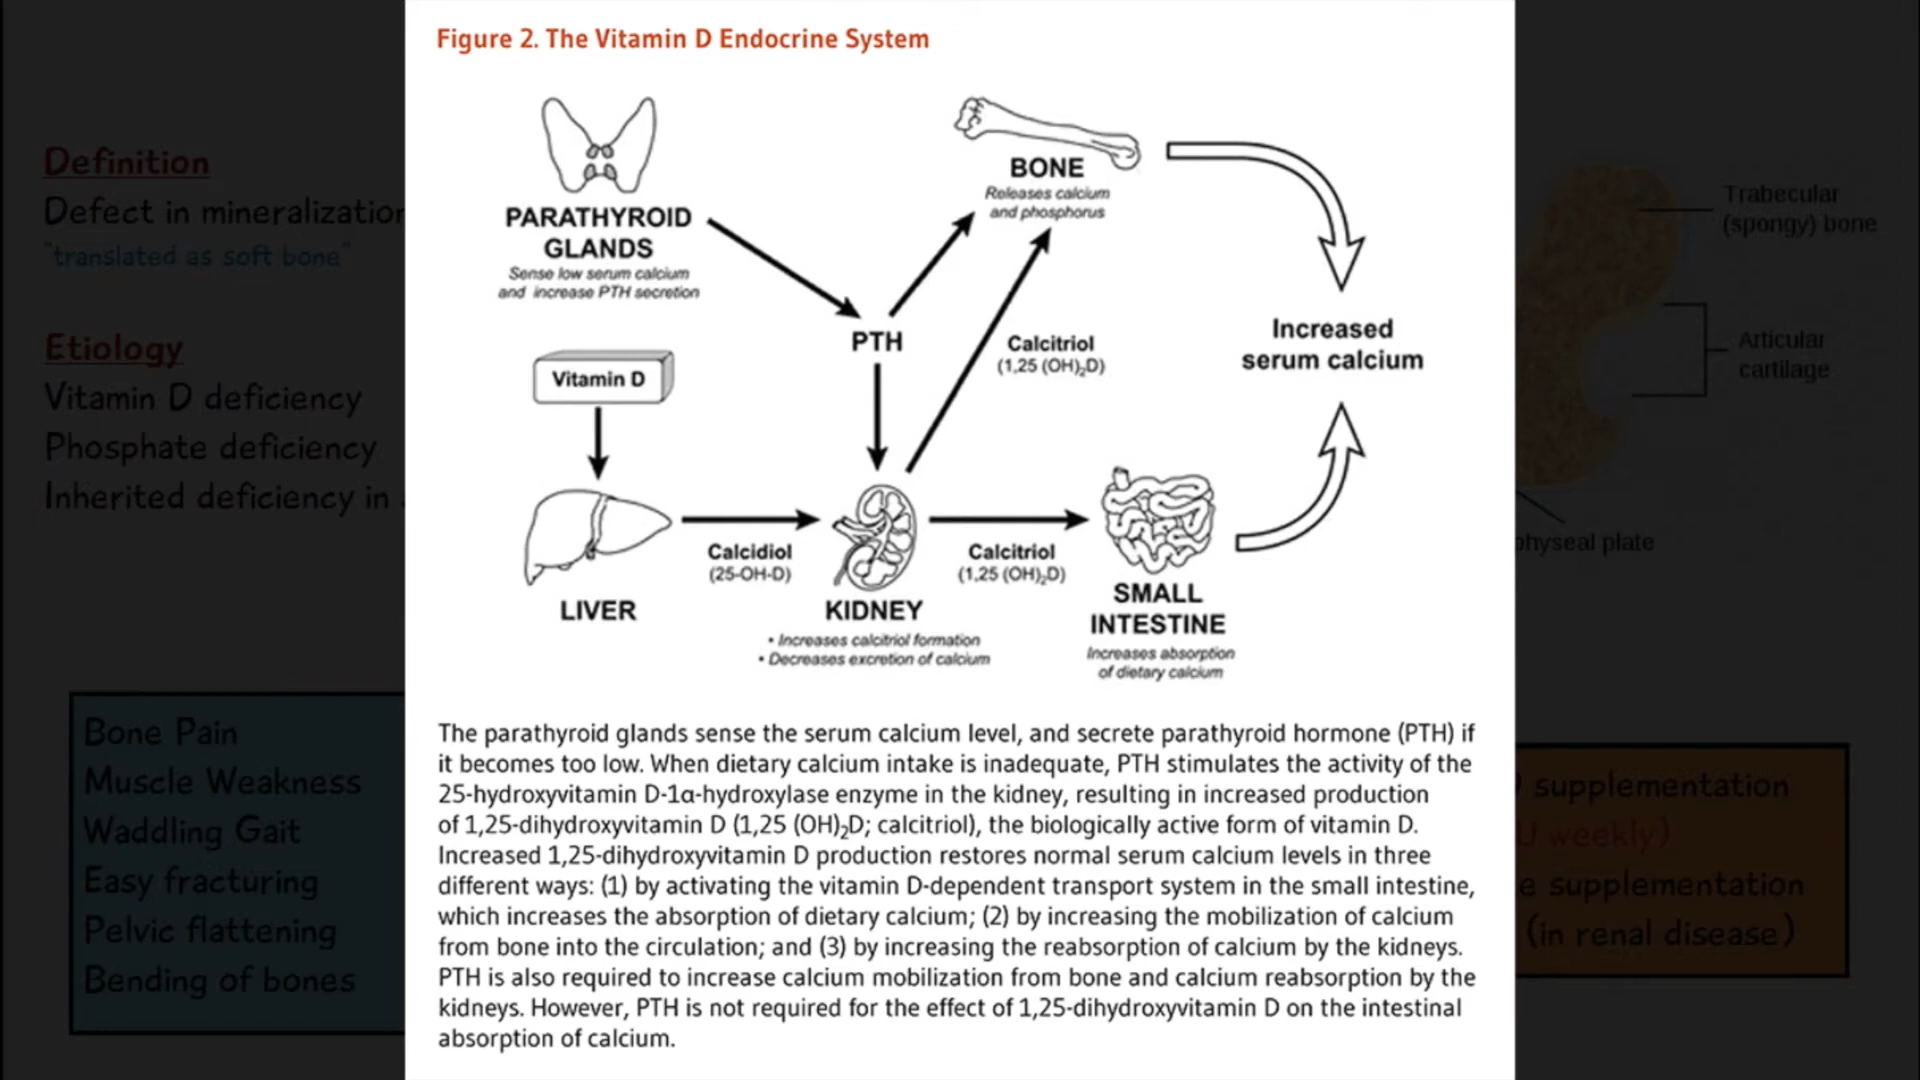 Figure 2. The Vitamin D Endocrine System
PARATHYROID
GLANDS
Sense low serum calcium
and increase PTH secretion
BONE
Releases calcium
and phosphorus
PTH
Calcitriol
(1,25 (OH)₂D)
Increased
serum calcium
Vitamin D
LIVER
Calcidiol
(25-OH-D)
KIDNEY
• Increases calcitriol formation
• Decreases excretion of calcium
Calcitriol
(1,25 (OH)₂D)
SMALL
INTESTINE
Increases absorption
of dietary calcium
The parathyroid glands sense the serum calcium level, and secrete parathyroid hormone (PTH) if
it becomes too low. When dietary calcium intake is inadequate, PTH stimulates the activity of the
25-hydroxyvitamin D-1α-hydroxylase enzyme in the kidney, resulting in increased production
of 1,25-dihydroxyvitamin D (1,25 (OH)₂D; calcitriol), the biologically active form of vitamin D.
Increased 1,25-dihydroxyvitamin D production restores normal serum calcium levels in three
different ways: (1) by activating the vitamin D-dependent transport system in the small intestine,
which increases the absorption of dietary calcium; (2) by increasing the mobilization of calcium
from bone into the circulation; and (3) by increasing the reabsorption of calcium by the kidneys.
PTH is also required to increase calcium mobilization from bone and calcium reabsorption by the
kidneys. However, PTH is not required for the effect of 1,25-dihydroxyvitamin D on the intestinal
absorption of calcium.
Definition
Defect in mineralization
"translated as soft bone"
Etiology
Vitamin D deficiency
Phosphate deficiency
Inherited deficiency in
Bone Pain
Muscle Weakness
Waddling Gait
Easy fracturing
Pelvic flattening
Bending of bones
Trabecular
(spongy) bone
Articular
cartilage
physeal plate
supplementation
weekly)
supplementation
(in renal disease)